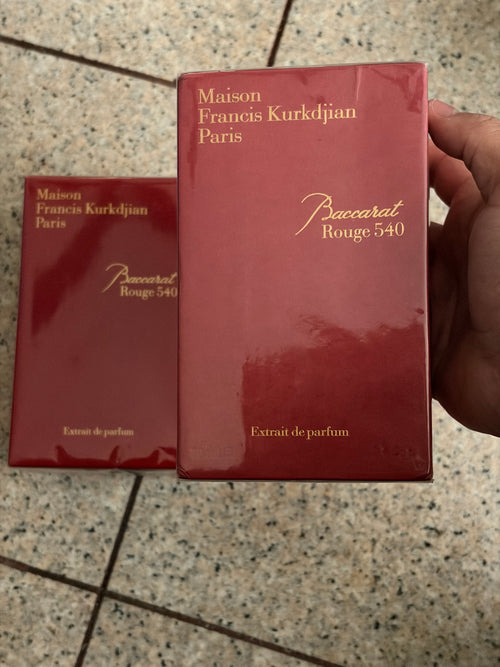 Maison
Francis Kurkdjian
Paris
Baccarat
Rouge 540
Extrait de parfum
Maison
Francis Kurkdjian
Paris
Baccarat
Rouge 540
Extrait de parfum